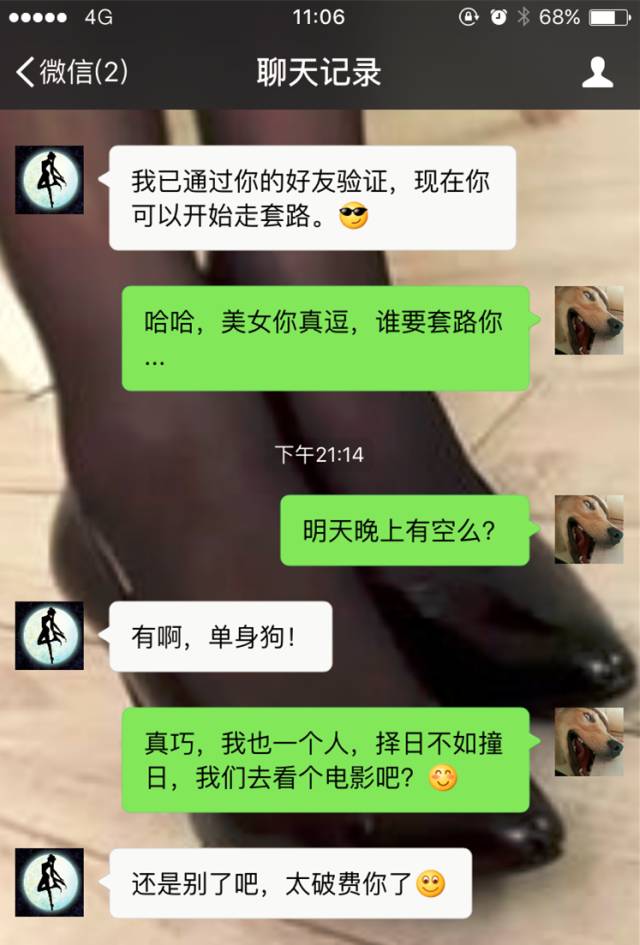 4G 11:06 68%
微信(2) 聊天记录
我已通过你的好友验证，现在你
可以开始走套路。😎
哈哈，美女你真逗，谁要套路你
...
下午21:14
明天晚上有空么？
有啊，单身狗！
真巧，我也一个人，择日不如撞
日，我们去看个电影吧？😊
还是别了吧，太破费你了🙂